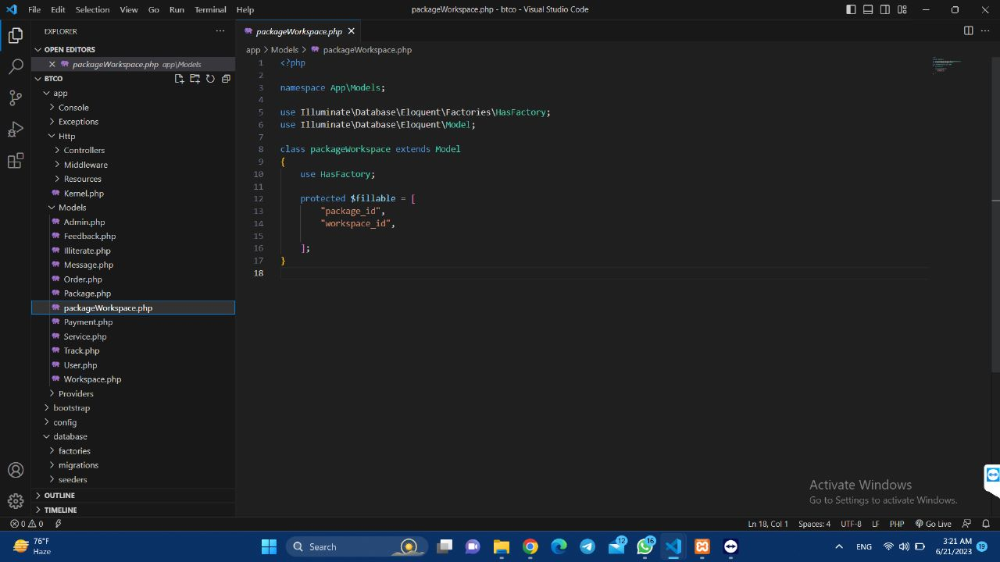 File Edit Selection View Go Run Terminal Help packageWorkspace.php - btco - Visual Studio Code
EXPLORER
packageWorkspace.php
OPEN EDITORS
packageWorkspace.php app\Models
BTCO
app
Console
Exceptions
Http
Controllers
Middleware
Resources
Kernel.php
Models
Admin.php
Feedback.php
Illiterate.php
Message.php
Order.php
Package.php
packageWorkspace.php
Payment.php
Service.php
Track.php
User.php
Workspace.php
Providers
bootstrap
config
database
factories
migrations
seeders
OUTLINE
TIMELINE
app > Models > packageWorkspace.php
1 <?php
2
3 namespace App\Models;
4
5 use Illuminate\Database\Eloquent\Factories\HasFactory;
6 use Illuminate\Database\Eloquent\Model;
7
8 class packageWorkspace extends Model
9 {
10 use HasFactory;
11
12 protected $fillable = [
13 "package_id",
14 "workspace_id",
15
16 ];
17 }
18
Activate Windows
Go to Settings to activate Windows.
0 0 Ln 18, Col 1 Spaces: 4 UTF-8 LF PHP Go Live
76°F
Haze
Search
12
16
ENG
3:21 AM
6/21/2023
19